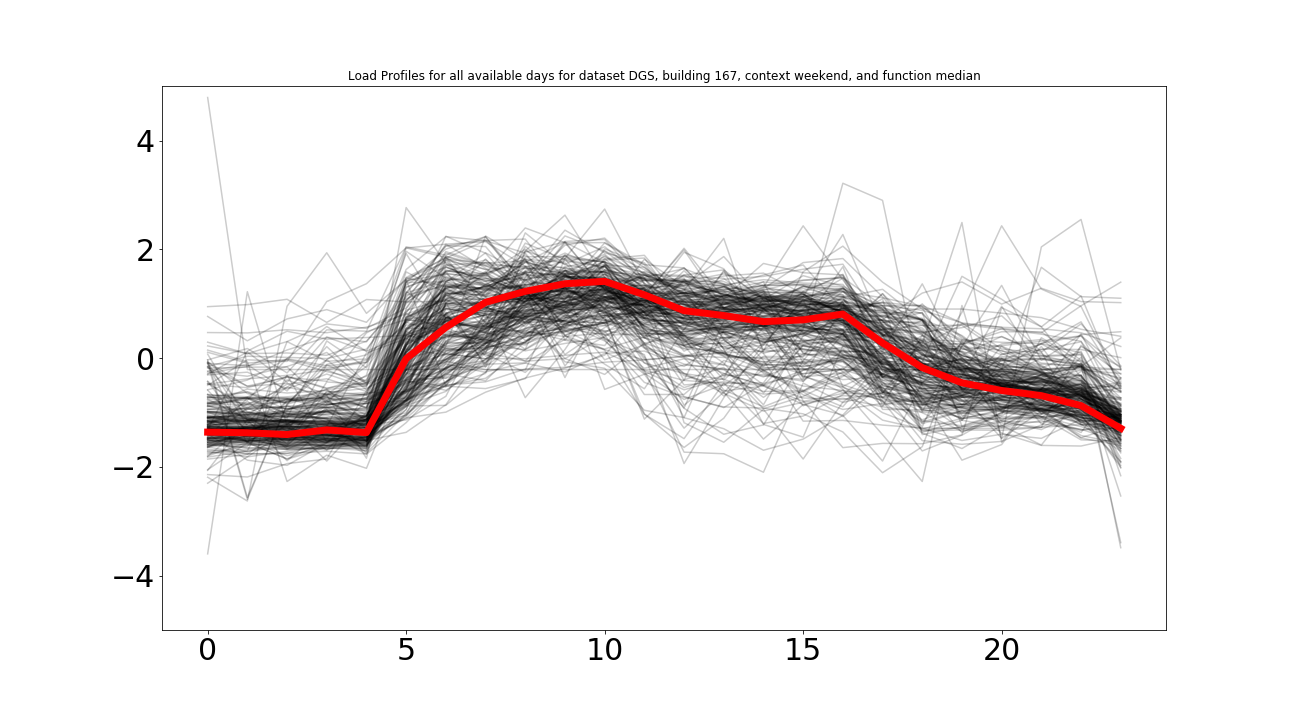 Load Profiles for all available days for dataset DGS, building 167, context weekend, and function median
4
2
0
−2
−4
0 5 10 15 20